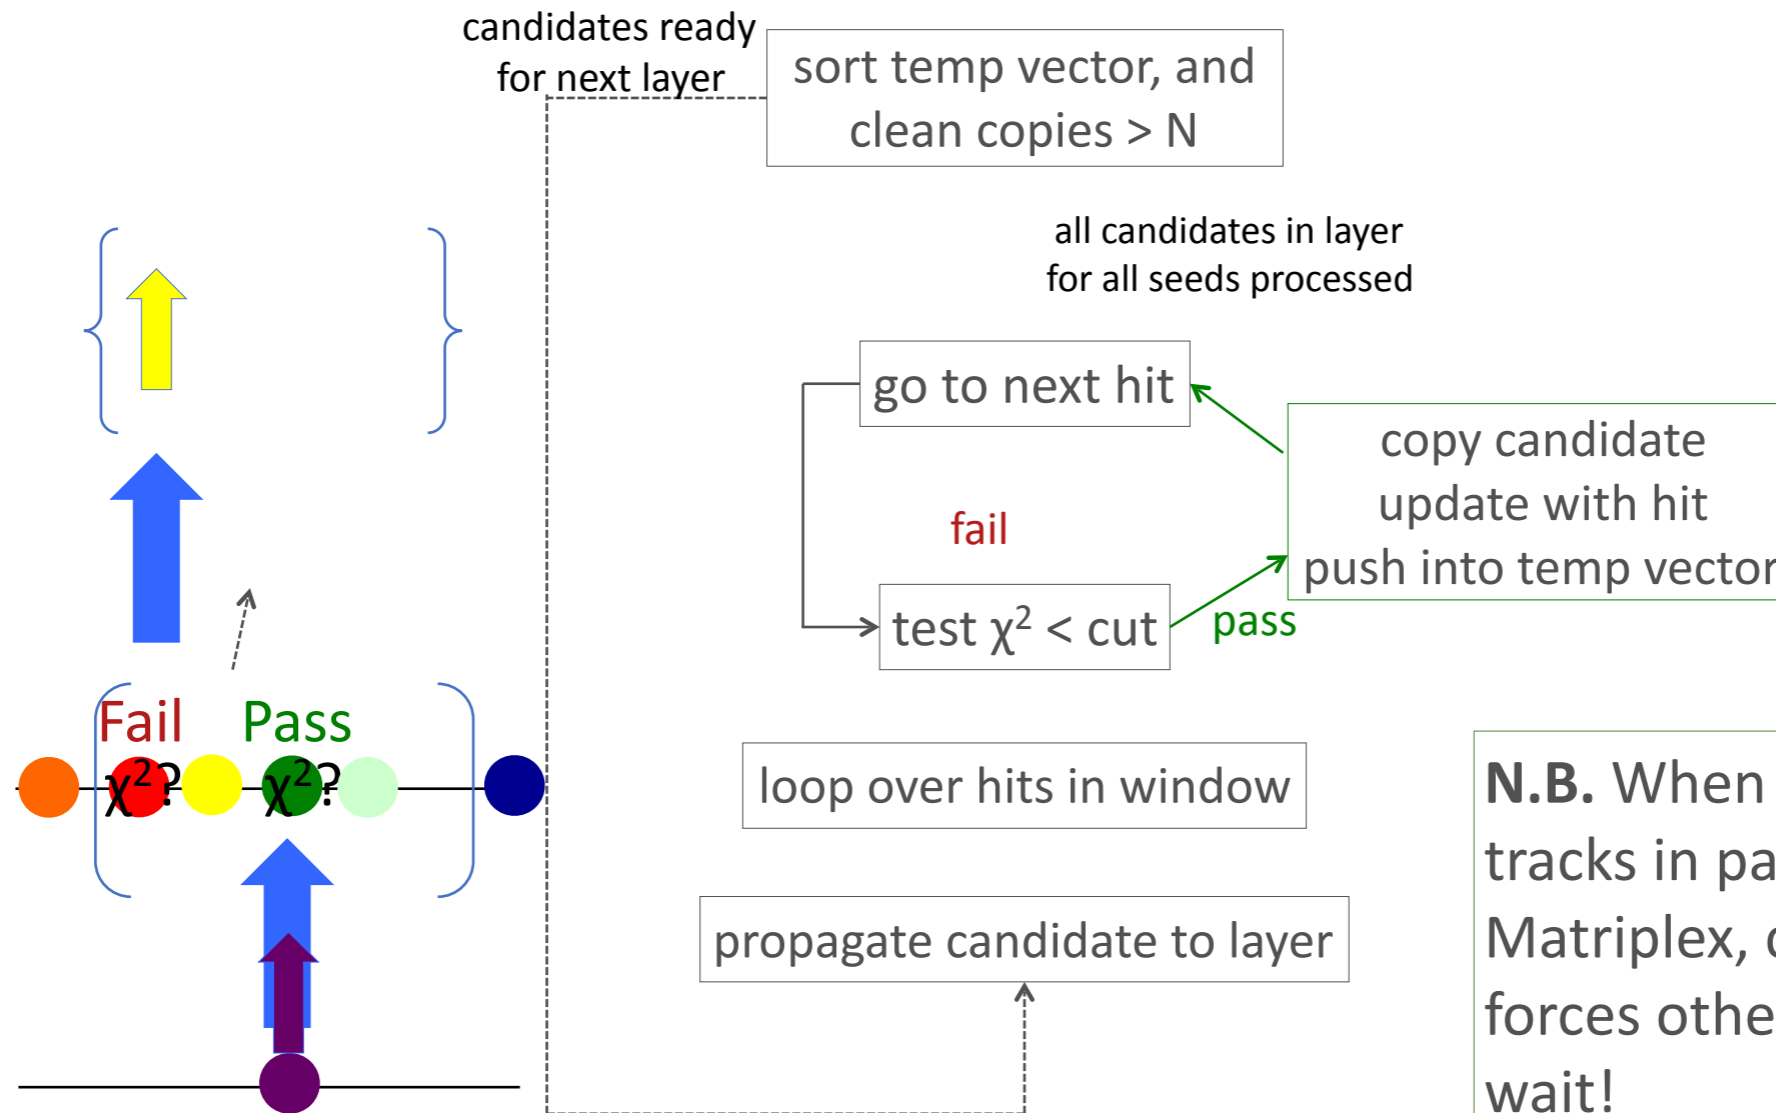 candidates ready
for next layer
sort temp vector, and
clean copies > N
all candidates in layer
for all seeds processed
go to next hit
copy candidate
update with hit
push into temp vector
fail
test χ² < cut
pass
Fail
Pass
χ²?
χ²?
loop over hits in window
propagate candidate to layer
N.B. When
tracks in pa
Matriplex,
forces othe
wait!